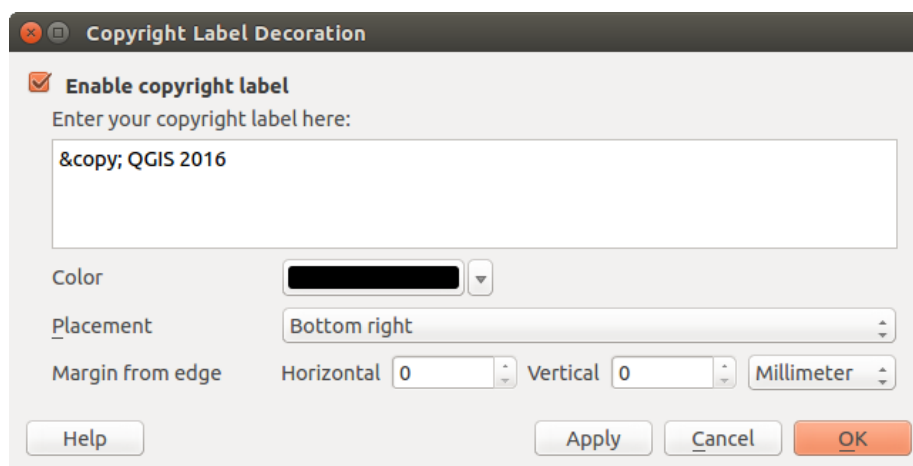 Copyright Label Decoration
Enable copyright label
Enter your copyright label here:
&copy; QGIS 2016
Color
Placement Bottom right
Margin from edge Horizontal 0 Vertical 0 Millimeter
Help Apply Cancel OK